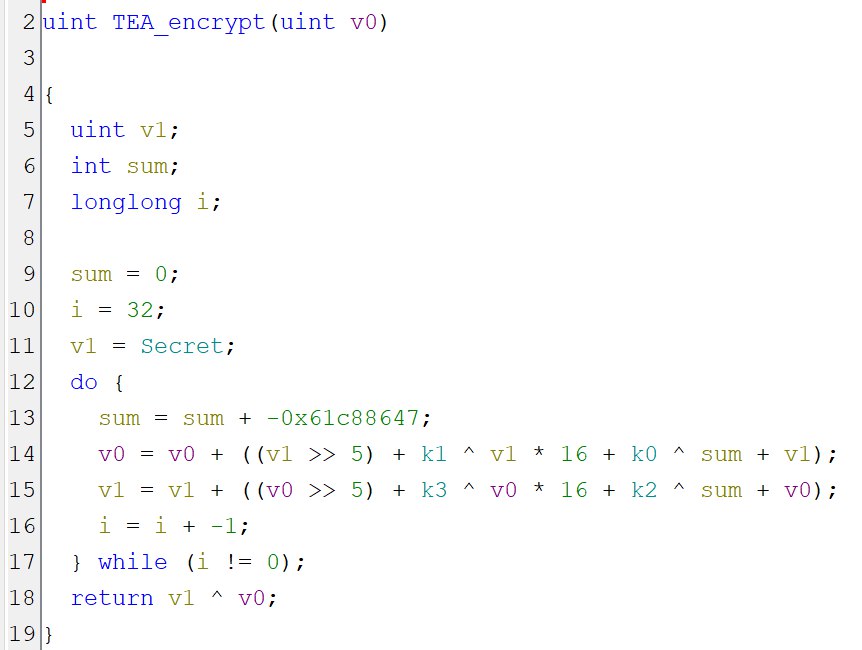 2 uint TEA_encrypt(uint v0)
3
4 {
5   uint v1;
6   int sum;
7   longlong i;
8
9   sum = 0;
10   i = 32;
11   v1 = Secret;
12   do {
13     sum = sum + -0x61c88647;
14     v0 = v0 + ((v1 >> 5) + k1 ^ v1 * 16 + k0 ^ sum + v1);
15     v1 = v1 + ((v0 >> 5) + k3 ^ v0 * 16 + k2 ^ sum + v0);
16     i = i + -1;
17   } while (i != 0);
18   return v1 ^ v0;
19 }